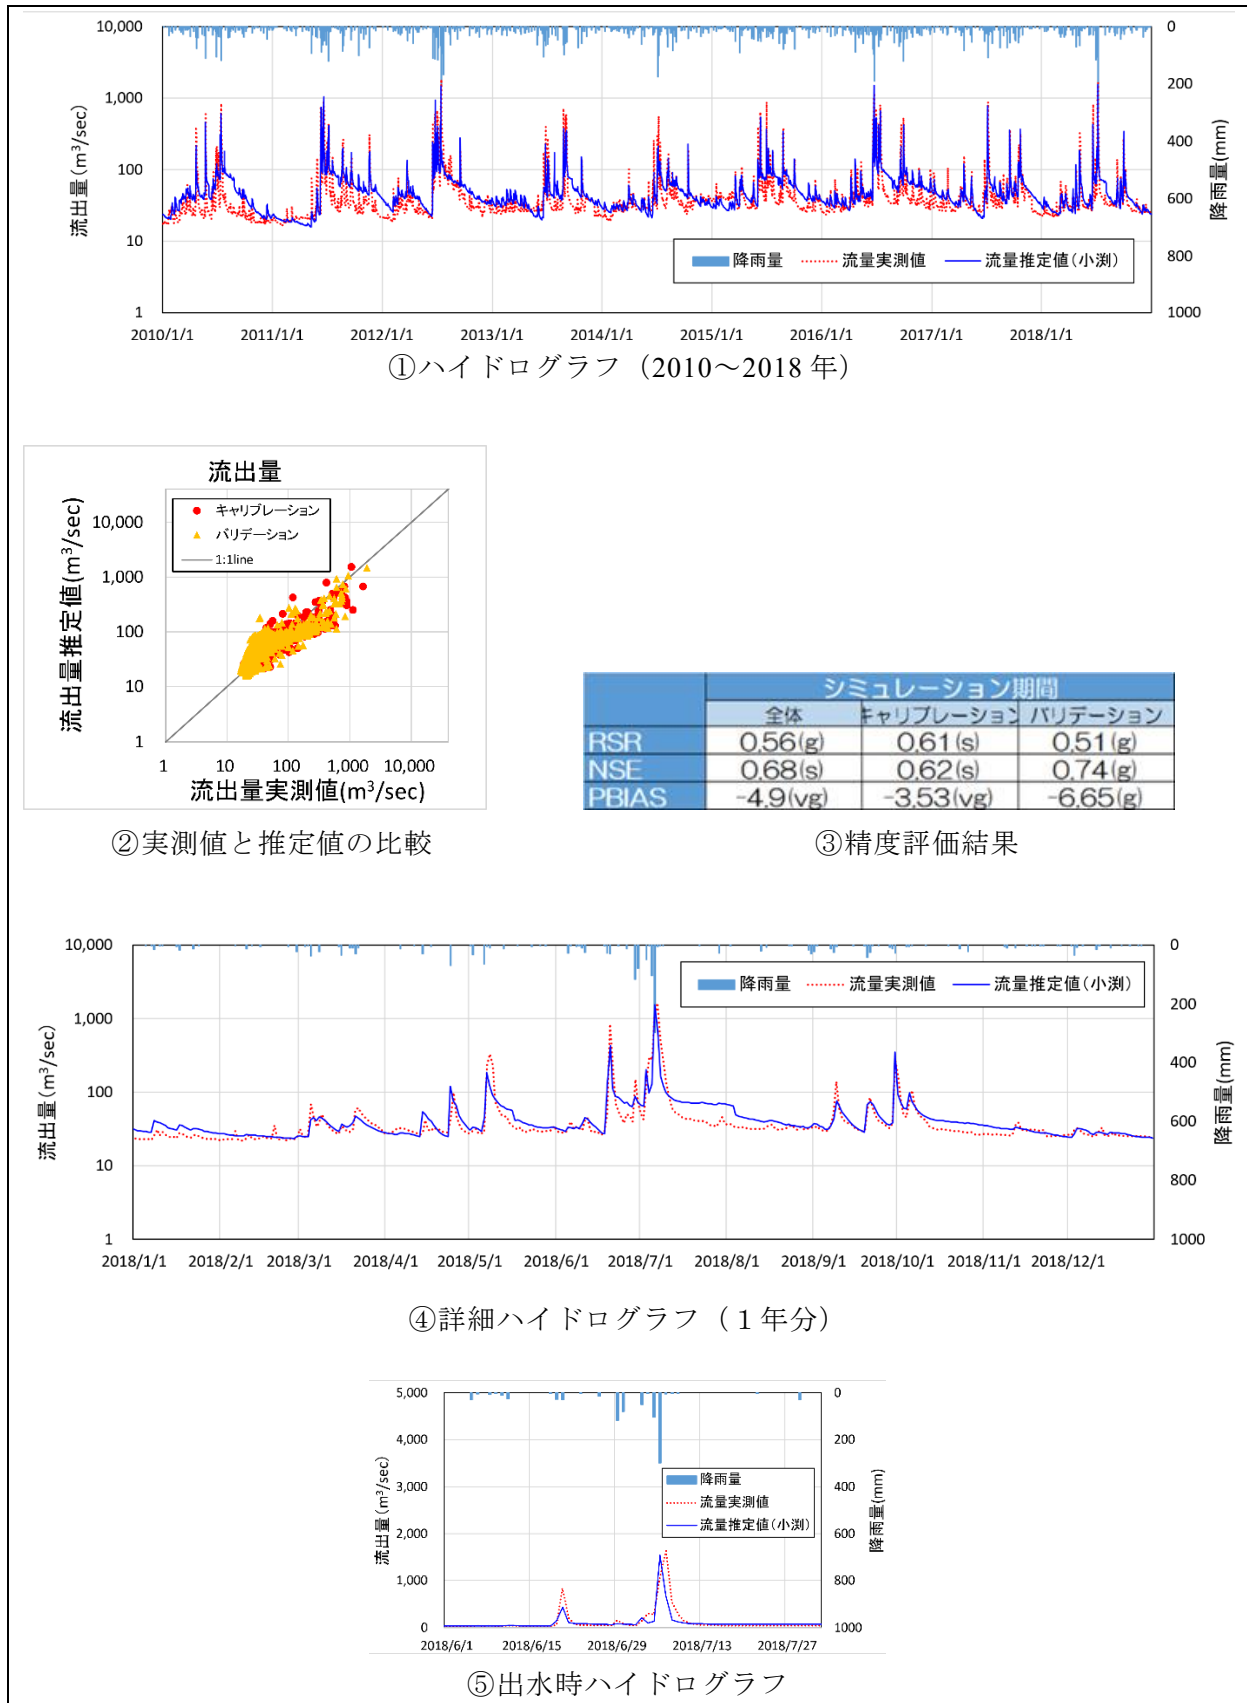 10,000
1,000
100
10
1
流出量(m³/sec)
0
200
400
600
800
1000
降雨量(mm)
降雨量 流量実測値 流量推定値(小渕)
2010/1/1 2011/1/1 2012/1/1 2013/1/1 2014/1/1 2015/1/1 2016/1/1 2017/1/1 2018/1/1
①ハイドログラフ（2010～2018 年）
流出量
キャリブレーション
バリデーション
1:1line
流出量推定値(m³/sec)
10,000
1,000
100
10
1
1 10 100 1,000 10,000
流出量実測値(m³/sec)
②実測値と推定値の比較
シミュレーション期間
全体 キャリブレーション バリデーション
RSR 0.56(g) 0.61(s) 0.51(g)
NSE 0.68(s) 0.62(s) 0.74(g)
PBIAS -4.9(vg) -3.53(vg) -6.65(g)
③精度評価結果
10,000
1,000
100
10
1
流出量(m³/sec)
0
200
400
600
800
1000
降雨量(mm)
降雨量 流量実測値 流量推定値(小渕)
2018/1/1 2018/2/1 2018/3/1 2018/4/1 2018/5/1 2018/6/1 2018/7/1 2018/8/1 2018/9/1 2018/10/1 2018/11/1 2018/12/1
④詳細ハイドログラフ（１年分）
5,000
4,000
3,000
2,000
1,000
0
流出量(m³/sec)
0
200
400
600
800
1000
降雨量(mm)
降雨量
流量実測値
流量推定値(小渕)
2018/6/1 2018/6/15 2018/6/29 2018/7/13 2018/7/27
⑤出水時ハイドログラフ